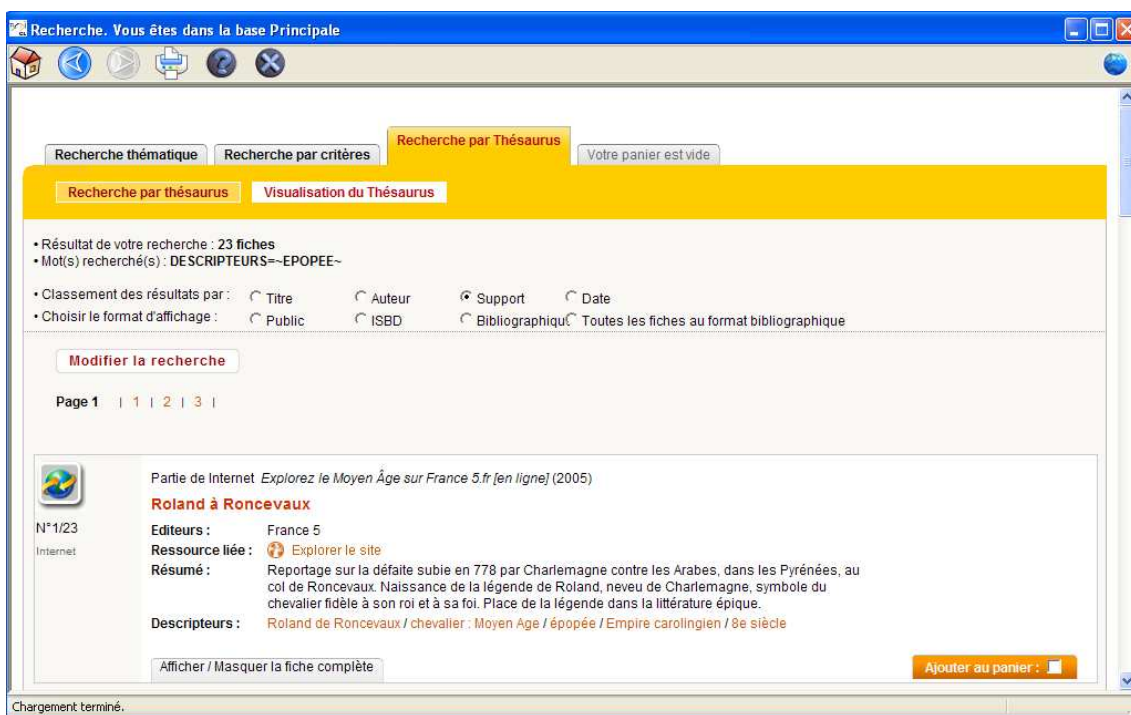 Recherche. Vous êtes dans la base Principale
Recherche thématique Recherche par critères Recherche par Thésaurus Votre panier est vide
Recherche par thésaurus Visualisation du Thésaurus
• Résultat de votre recherche : 23 fiches
• Mot(s) recherché(s) : DESCRIPTEURS=~EPOPEE~
• Classement des résultats par : Titre Auteur Support Date
• Choisir le format d'affichage : Public ISBD Bibliographiqu Toutes les fiches au format bibliographique
Modifier la recherche
Page 1 | 1 | 2 | 3 |
Partie de Internet Explorez le Moyen Âge sur France 5.fr [en ligne] (2005)
Roland à Roncevaux
N°1/23
Internet
Editeurs : France 5
Ressource liée : Explorer le site
Résumé : Reportage sur la défaite subie en 778 par Charlemagne contre les Arabes, dans les Pyrénées, au
col de Roncevaux. Naissance de la légende de Roland, neveu de Charlemagne, symbole du
chevalier fidèle à son roi et à sa foi. Place de la légende dans la littérature épique.
Descripteurs : Roland de Roncevaux / chevalier : Moyen Age / épopée / Empire carolingien / 8e siècle
Afficher / Masquer la fiche complète Ajouter au panier :
Chargement terminé.